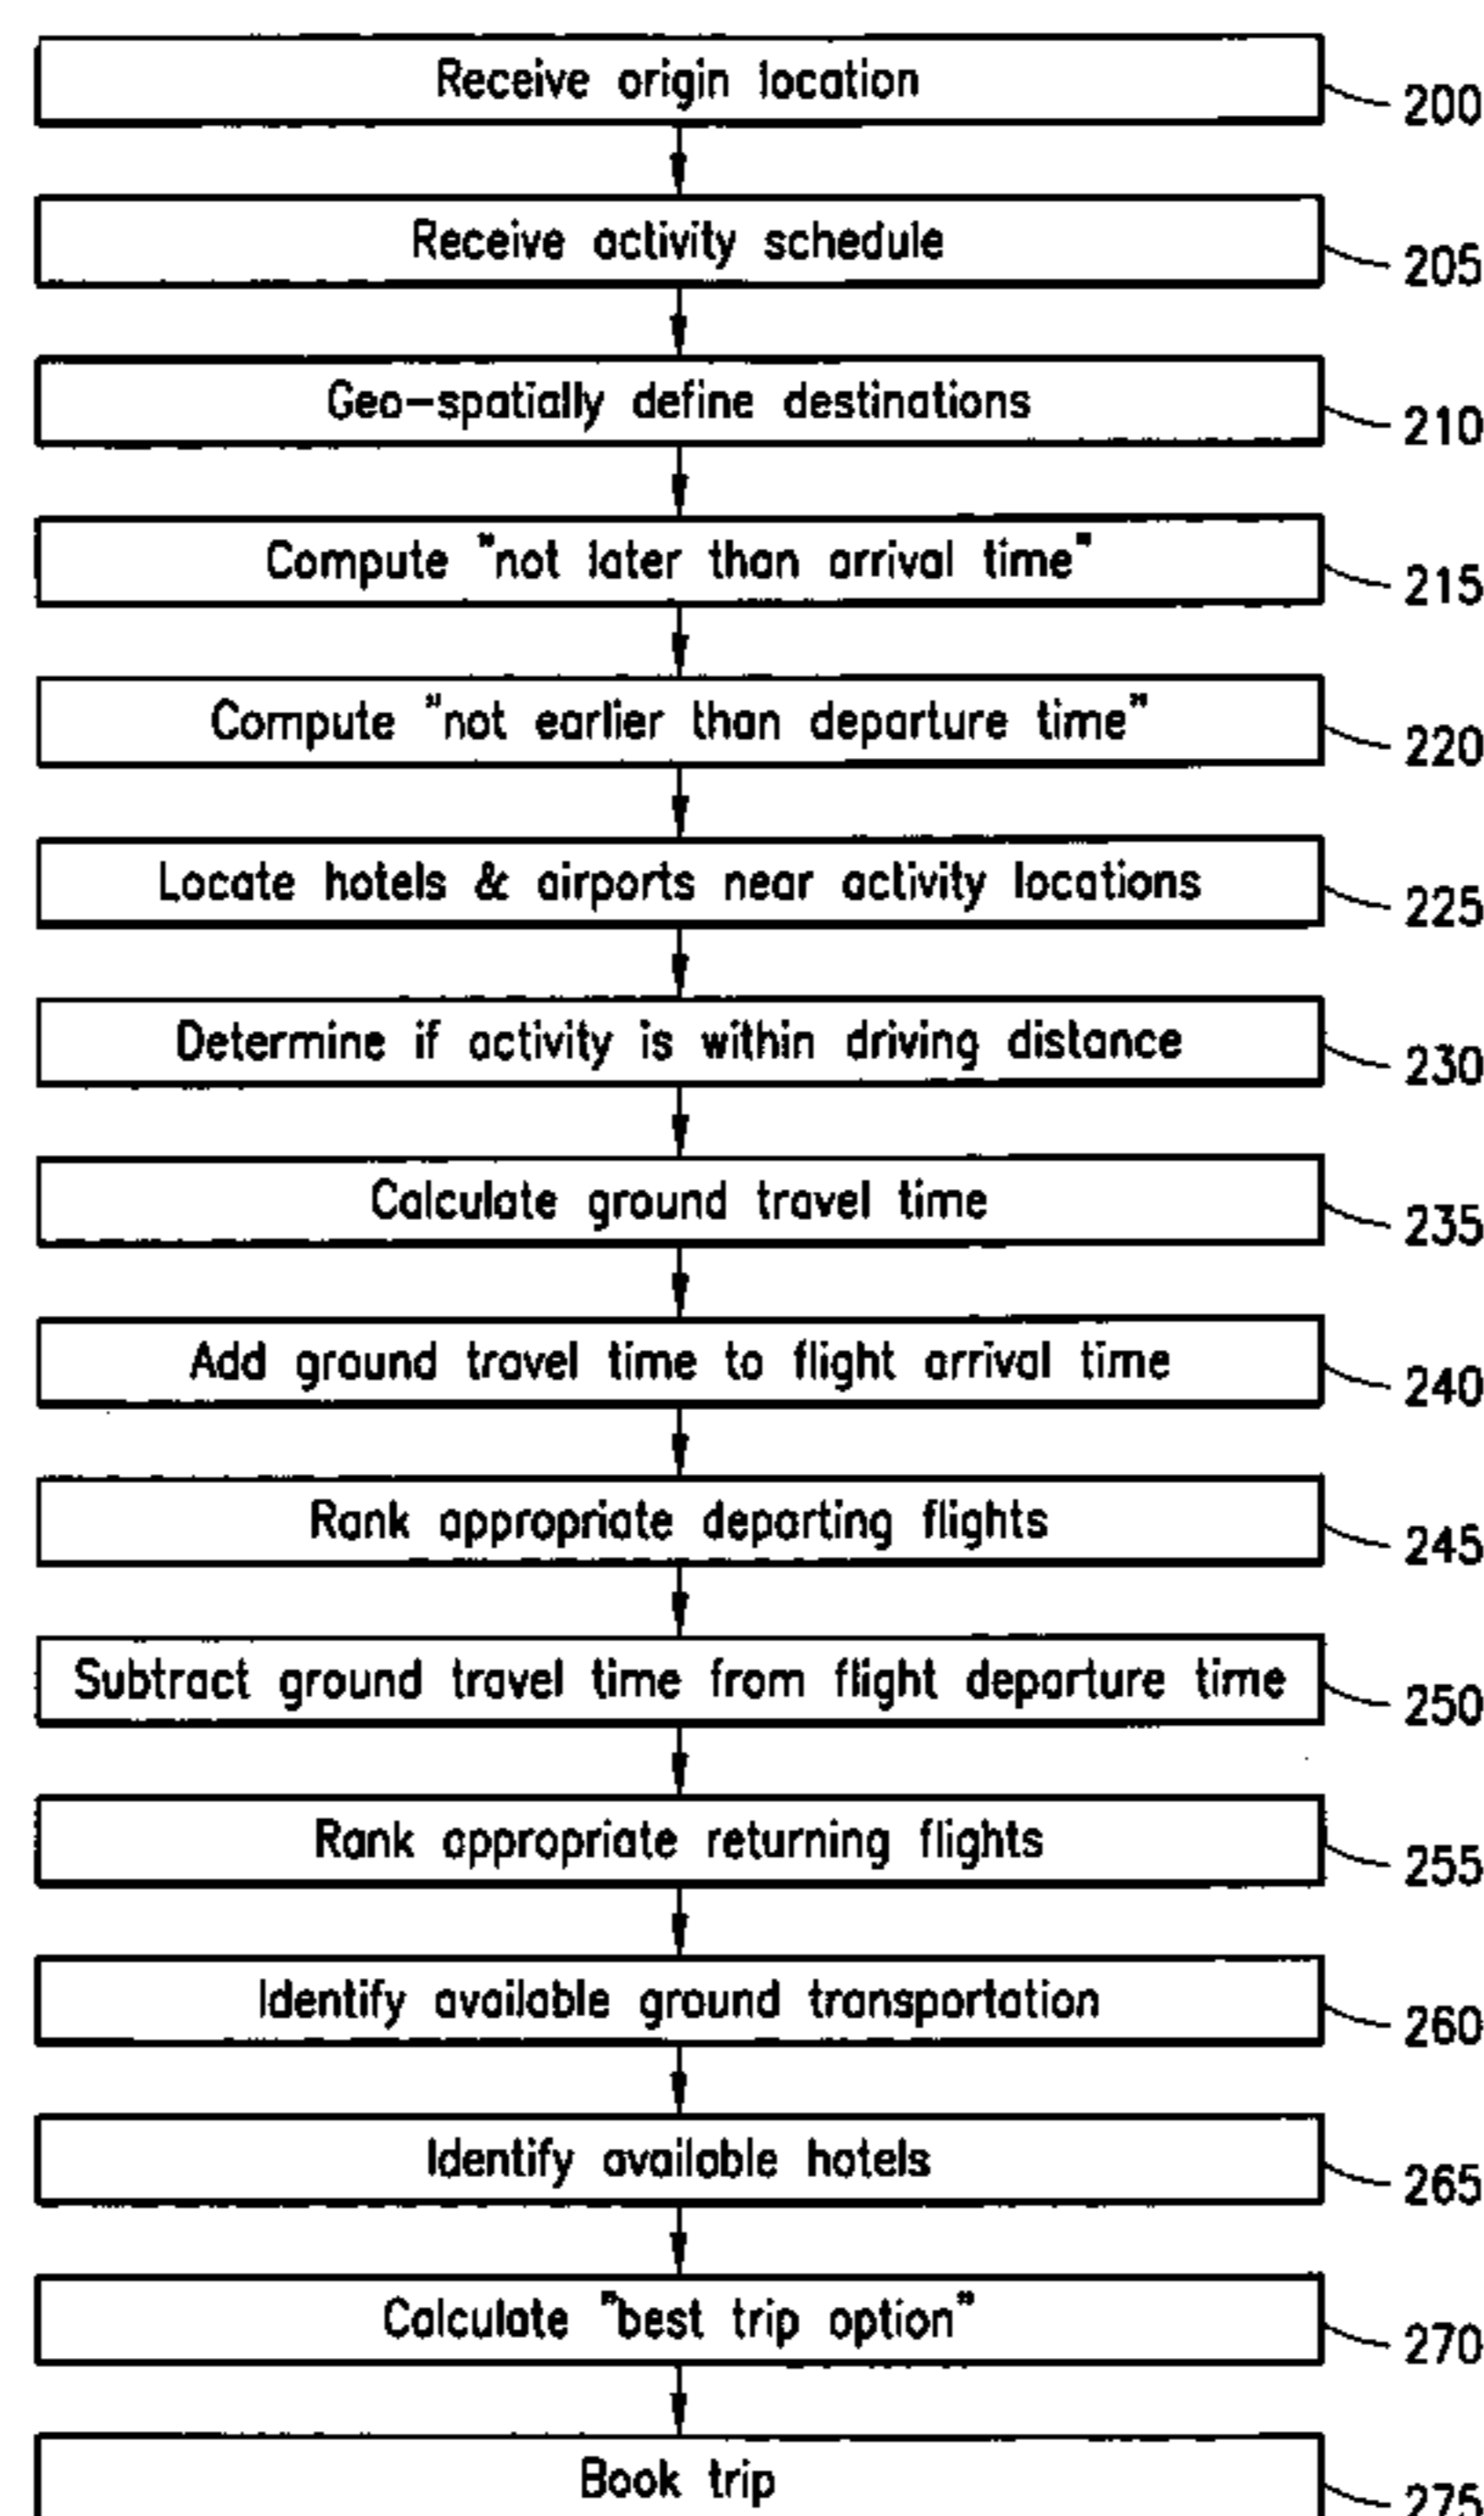 Receive origin location
200
Receive activity schedule
205
Geo-spatially define destinations
210
Compute "not later than arrival time"
215
Compute "not earlier than departure time"
220
Locate hotels & airports near activity locations
225
Determine if activity is within driving distance
230
Calculate ground travel time
235
Add ground travel time to flight arrival time
240
Rank appropriate departing flights
245
Subtract ground travel time from flight departure time
250
Rank appropriate returning flights
255
Identify available ground transportation
260
Identify available hotels
265
Calculate "best trip option"
270
Book trip
275